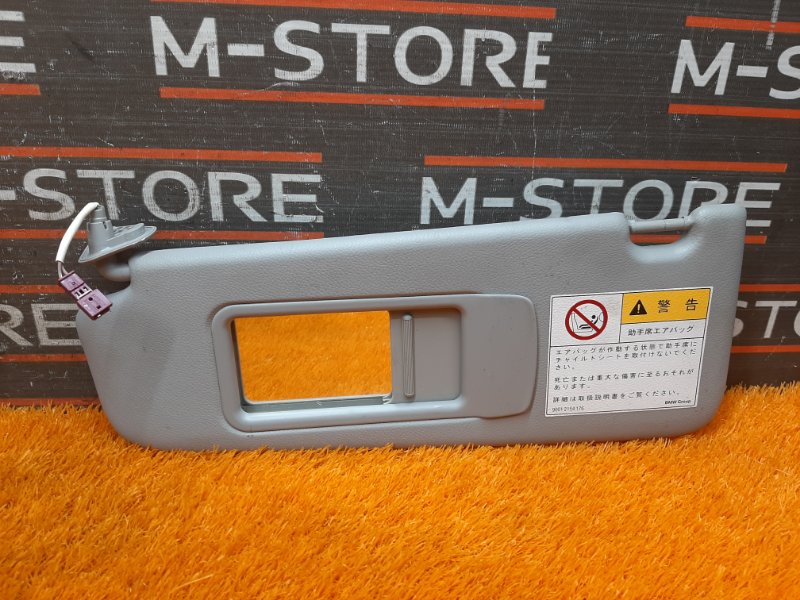 M-STORE
M-STORE
M-STORE
M-STORE
M-STORE
警告
助手席エアバッグ
エアバッグが作動する状態で助手席に
チャイルドシートを取付けないでくだ
さい。
死亡または重大な傷害に至るおそれが
あります。
詳細は取扱説明書をご覧ください。
BMW Group